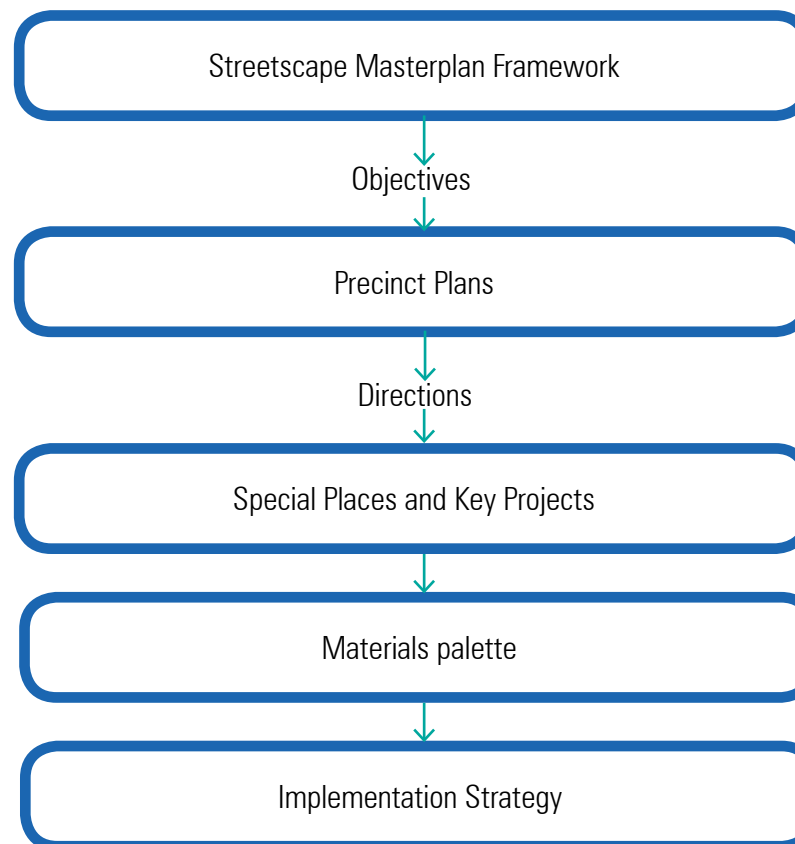 Streetscape Masterplan Framework
Objectives
Precinct Plans
Directions
Special Places and Key Projects
Materials palette
Implementation Strategy